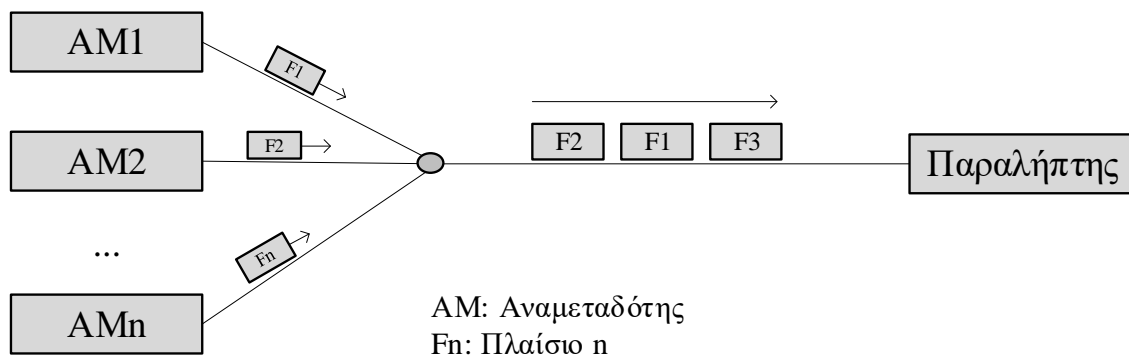 AM1
F1
AM2
F2
F2 F1 F3
Παραλήπτης
...
Fn
AMn
AM: Αναμεταδότης
Fn: Πλαίσιο n